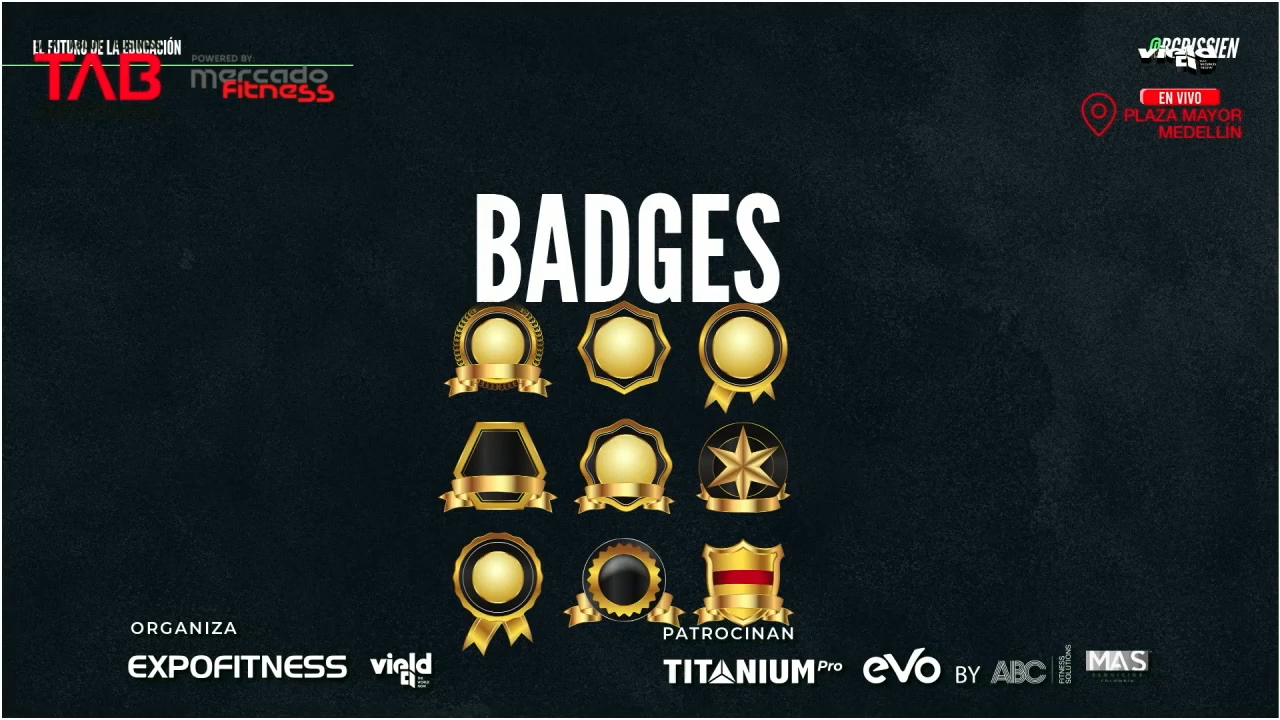 EL FUTURO DE LA EDUCACIÓN
TAB
POWERED BY:
mercado
Fitness
EN VIVO
PLAZA MAYOR
MEDELLÍN
BADGES
ORGANIZA
EXPOFITNESS
PATROCINAN
TITANIUM Pro
evo BY ABC FITNESS SOLUTIONS
MAS